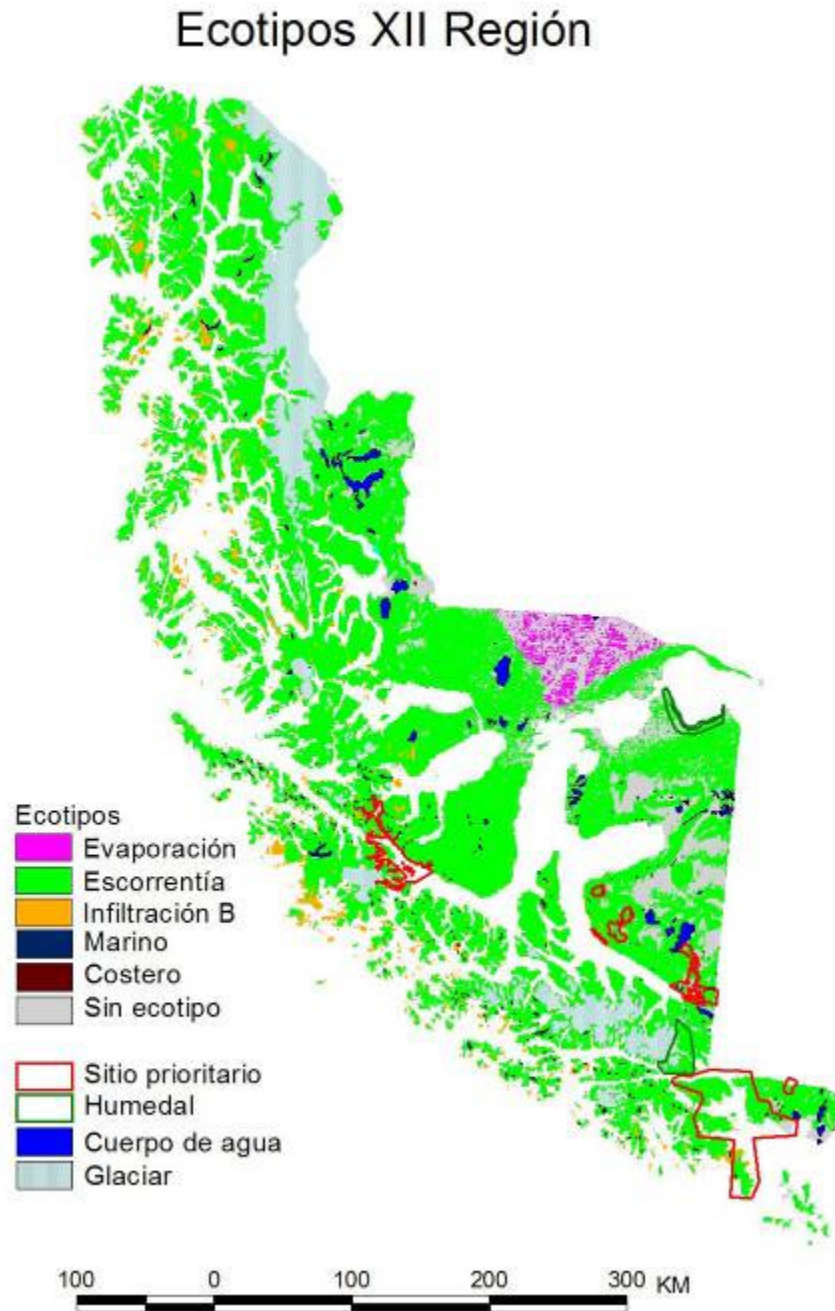 Ecotipos XII Región
Ecotipos
Evaporación
Escorrentía
Infiltración B
Marino
Costero
Sin ecotipo
Sitio prioritario
Humedal
Cuerpo de agua
Glaciar
100 0 100 200 300 KM